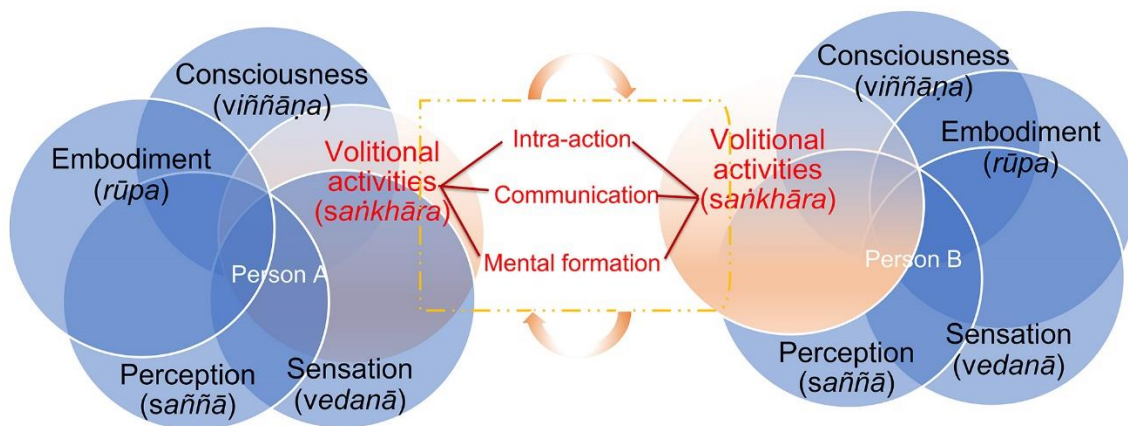 Consciousness
(viññāṇa)
Embodiment
(rūpa)
Volitional
activities
(saṅkhāra)
Person A
Perception
(saññā)
Sensation
(vedanā)
Intra-action
Communication
Mental formation
Consciousness
(viññāṇa)
Volitional
activities
(saṅkhāra)
Embodiment
(rūpa)
Person B
Perception
(saññā)
Sensation
(vedanā)